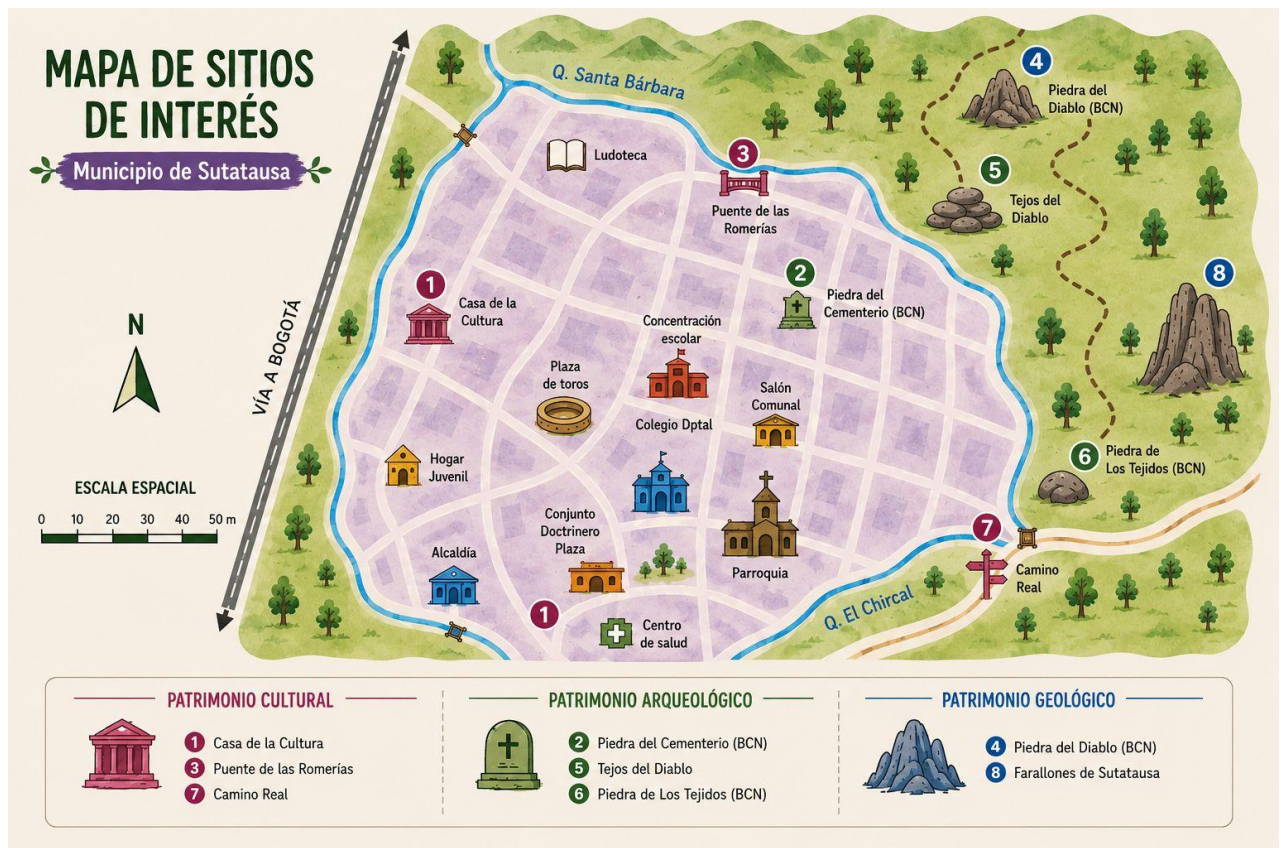 MAPA DE SITIOS
DE INTERÉS
Municipio de Sutatausa
N
VÍA A BOGOTÁ
ESCALA ESPACIAL
0 10 20 30 40 50 m
Q. Santa Bárbara
Ludoteca
3
Puente de las
Romerías
4
Piedra del
Diablo (BCN)
5
Tejos del
Diablo
1
Casa de la
Cultura
2
Piedra del
Cementerio (BCN)
8
Concentración
escolar
Plaza
de toros
Colegio Dptal
Salón
Comunal
Hogar
Juvenil
6
Piedra de
Los Tejidos (BCN)
Conjunto
Doctrinero
Plaza
Alcaldía
Parroquia
7
Camino
Real
Q. El Chircal
1
Centro
de salud
PATRIMONIO CULTURAL
1 Casa de la Cultura
3 Puente de las Romerías
7 Camino Real
PATRIMONIO ARQUEOLÓGICO
2 Piedra del Cementerio (BCN)
5 Tejos del Diablo
6 Piedra de Los Tejidos (BCN)
PATRIMONIO GEOLÓGICO
4 Piedra del Diablo (BCN)
8 Farallones de Sutatausa